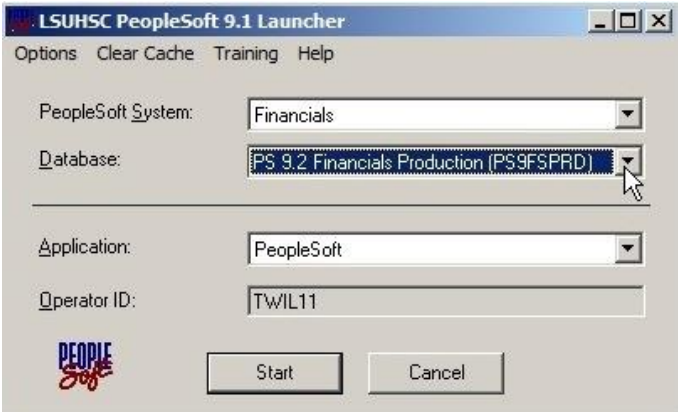 LSUHSC PeopleSoft 9.1 Launcher
Options Clear Cache Training Help
PeopleSoft System: Financials
Database: PS 9.2 Financials Production (PS9FSPRD)
Application: PeopleSoft
Operator ID: TWIL11
PEOPLE
Soft
Start Cancel